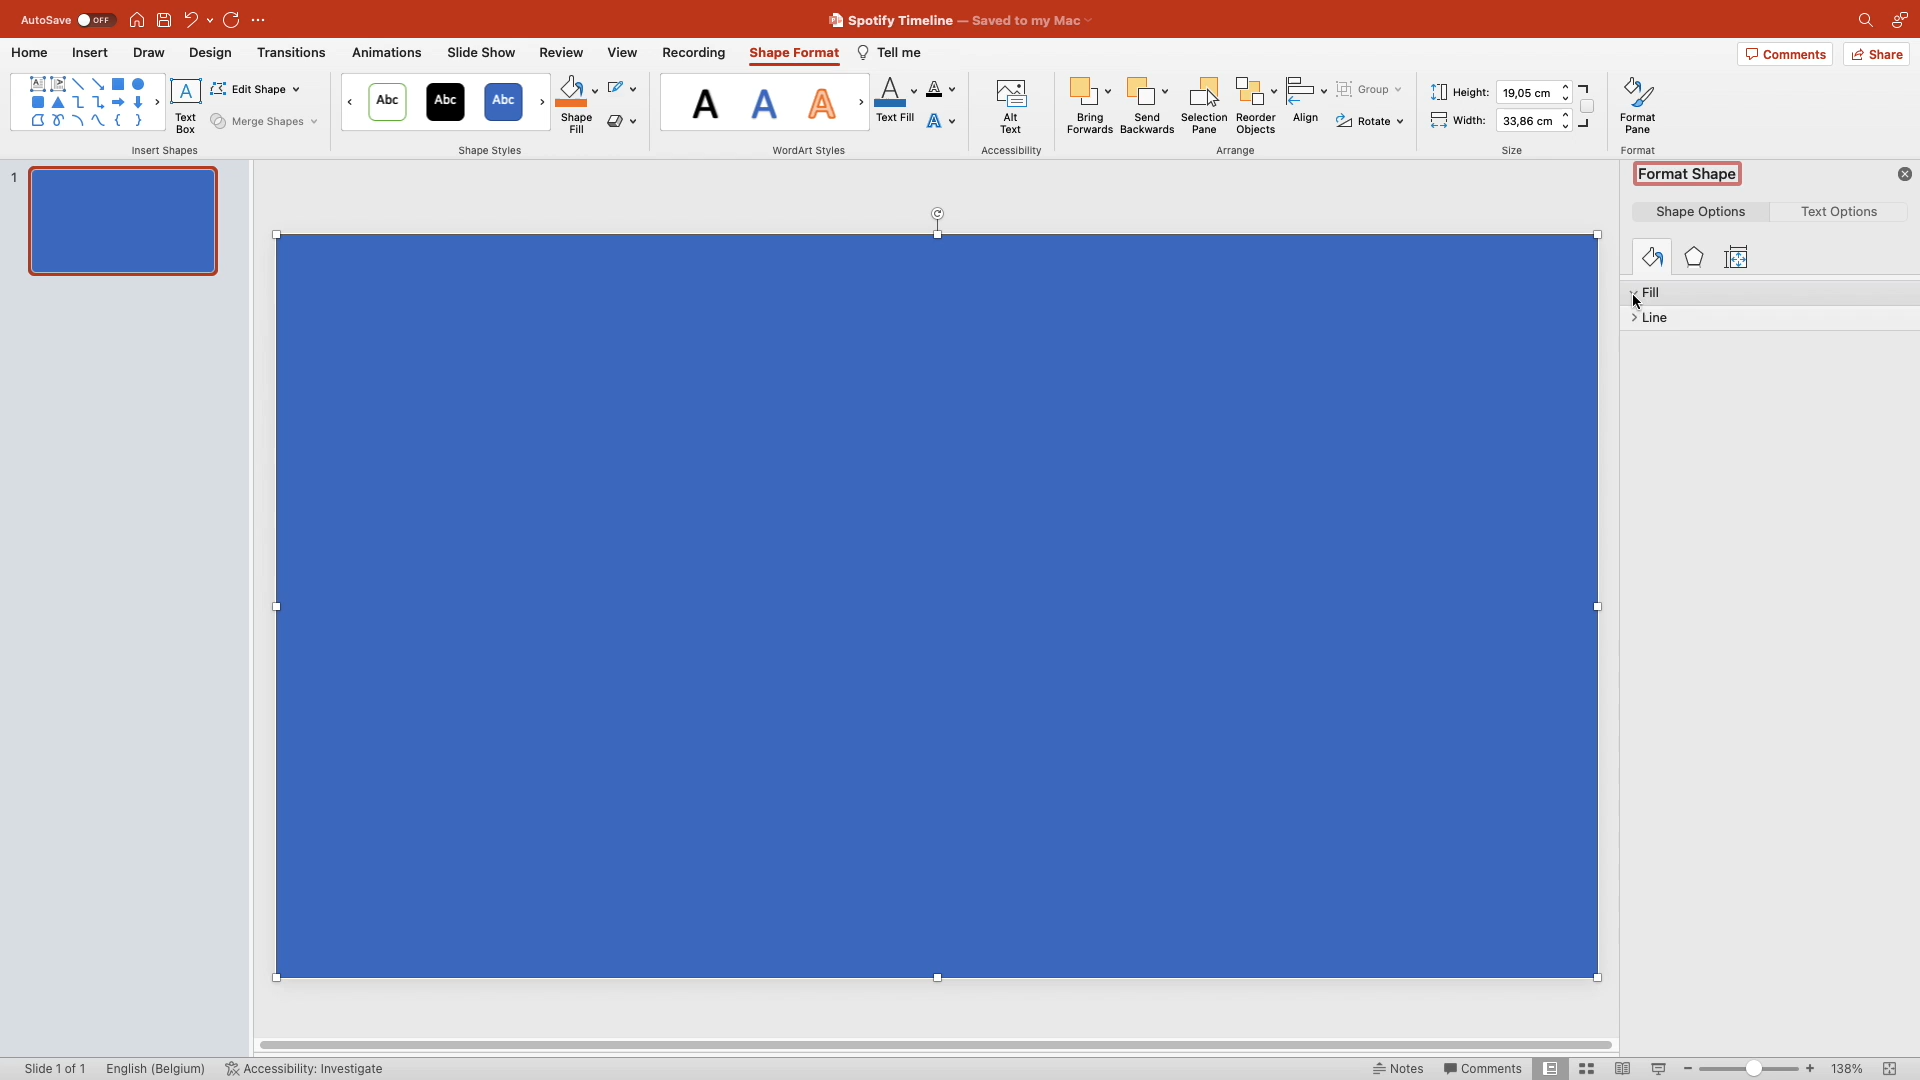 AutoSave OFF
Spotify Timeline — Saved to my Mac
Home Insert Draw Design Transitions Animations Slide Show Review View Recording Shape Format Tell me
Comments Share
A A
Text Box
Edit Shape
Merge Shapes
Insert Shapes
Abc Abc Abc
Shape Fill
Shape Styles
A A A
Text Fill
WordArt Styles
Alt Text
Accessibility
Bring Forwards
Send Backwards
Selection Pane
Reorder Objects
Align
Group
Rotate
Arrange
Height: 19,05 cm
Width: 33,86 cm
Size
Format Pane
Format
1
Format Shape
Shape Options Text Options
Fill
Line
Slide 1 of 1 English (Belgium) Accessibility: Investigate
Notes Comments 138%